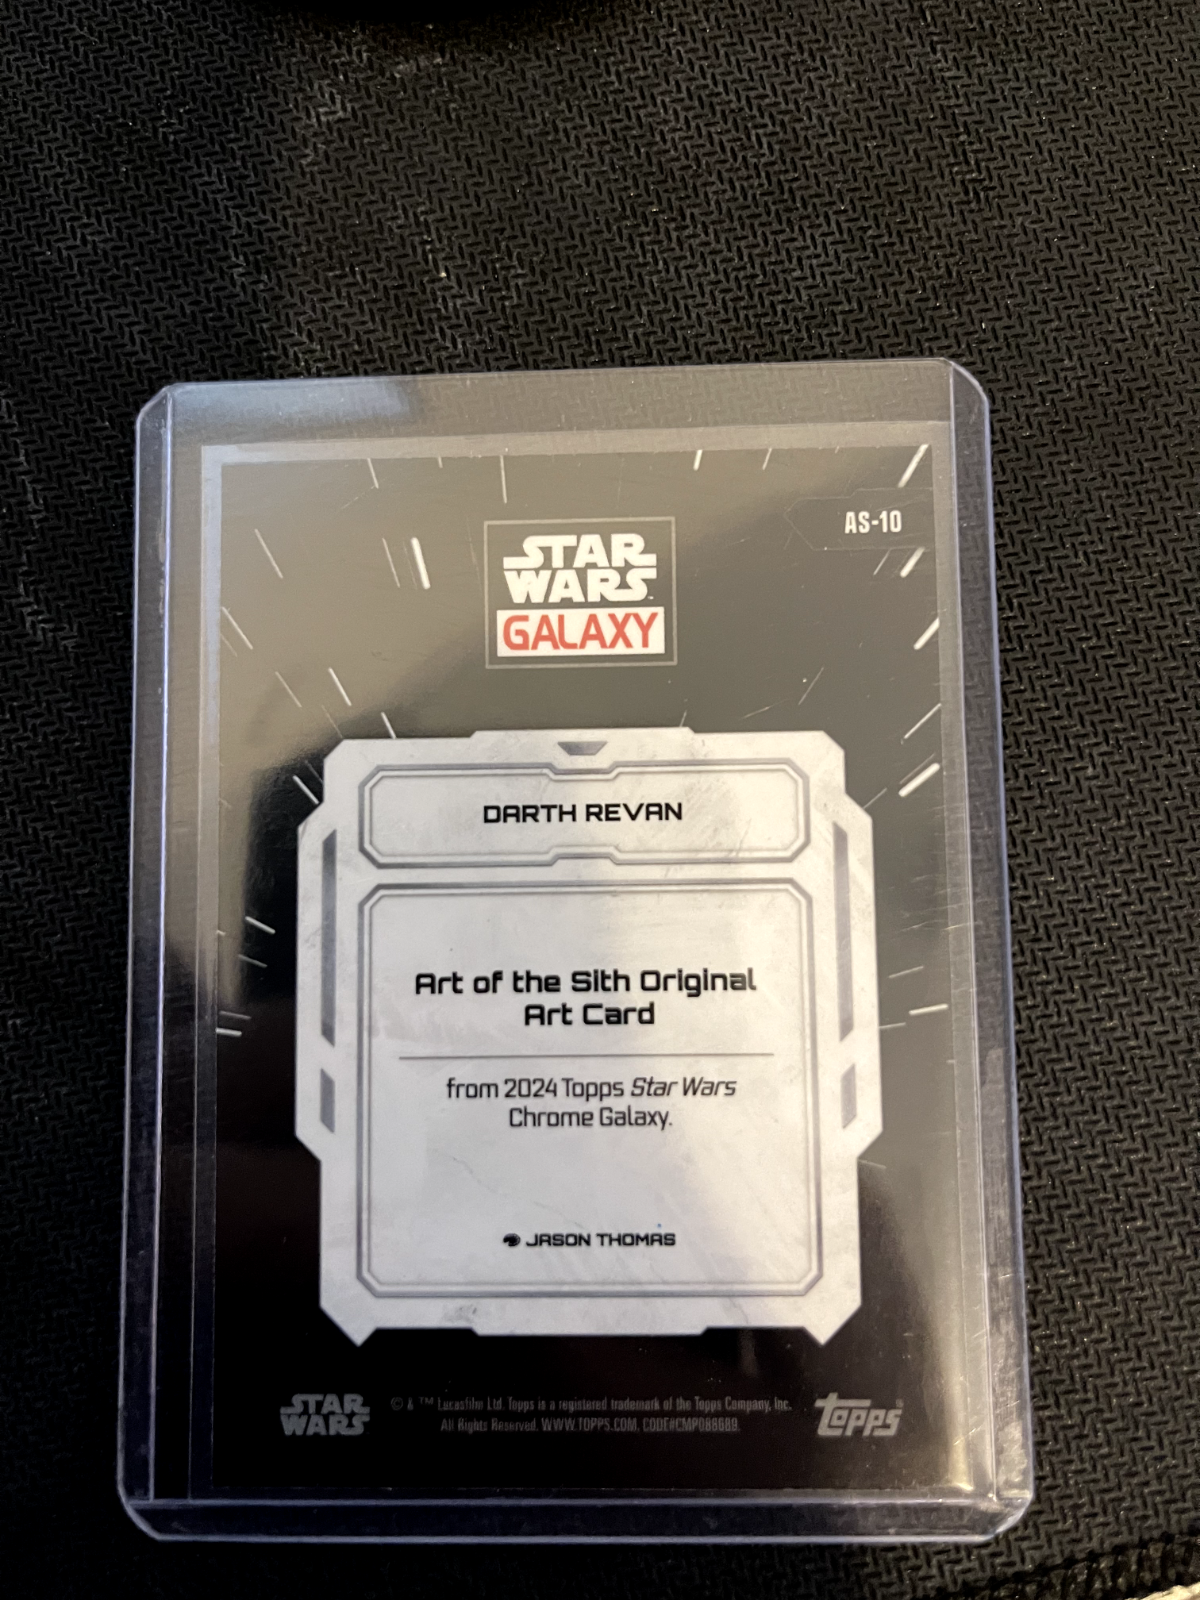 AS-10
STAR
WARS
GALAXY
DARTH REVAN
Art of the Sith Original
Art Card
from 2024 Topps Star Wars
Chrome Galaxy.
JASON THOMAS
STAR
WARS
© & ™ Lucasfilm Ltd. Topps is a registered trademark of the Topps Company, Inc.
All Rights Reserved. WWW.TOPPS.COM. CODE#CMP088689.
Topps